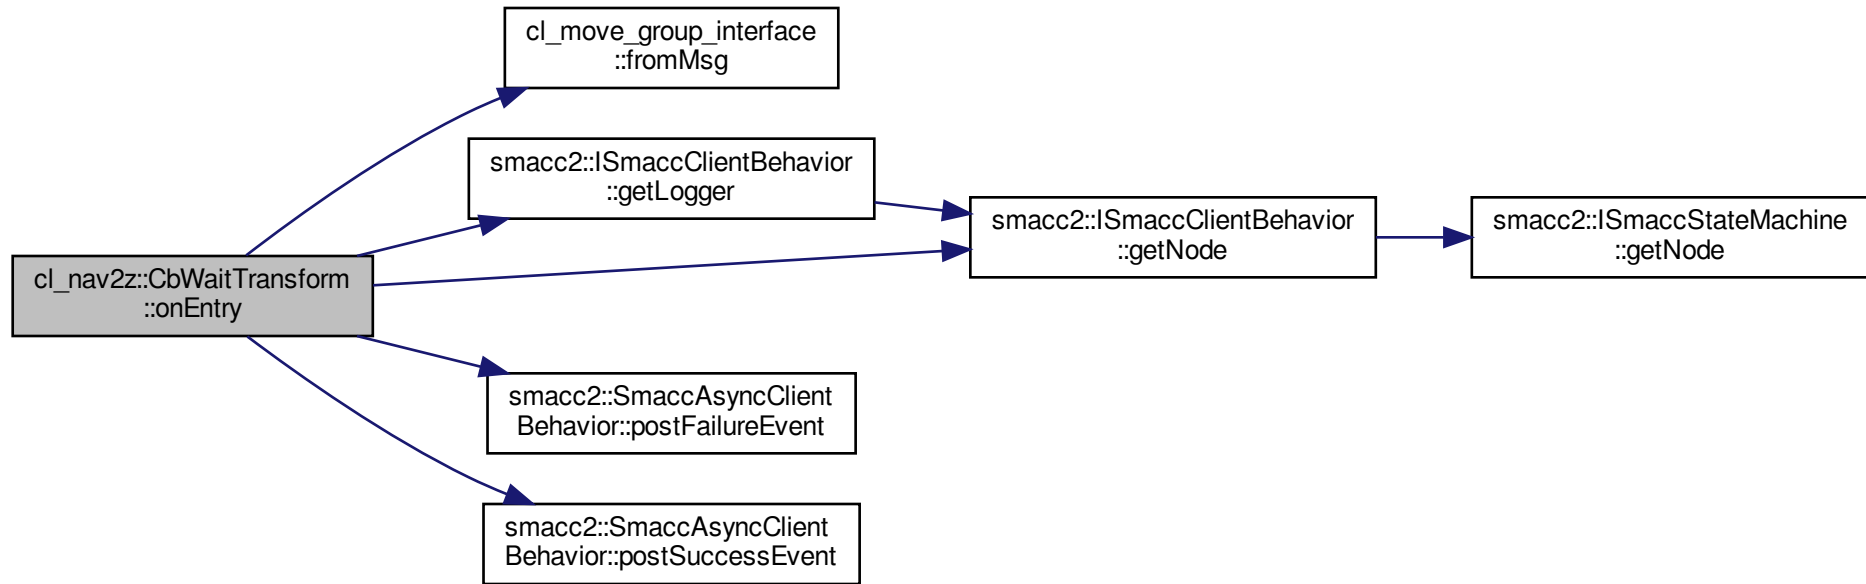 cl_move_group_interface
::fromMsg
smacc2::ISmaccClientBehavior
::getLogger
smacc2::ISmaccClientBehavior
::getNode
smacc2::ISmaccStateMachine
::getNode
cl_nav2z::CbWaitTransform
::onEntry
smacc2::SmaccAsyncClient
Behavior::postFailureEvent
smacc2::SmaccAsyncClient
Behavior::postSuccessEvent